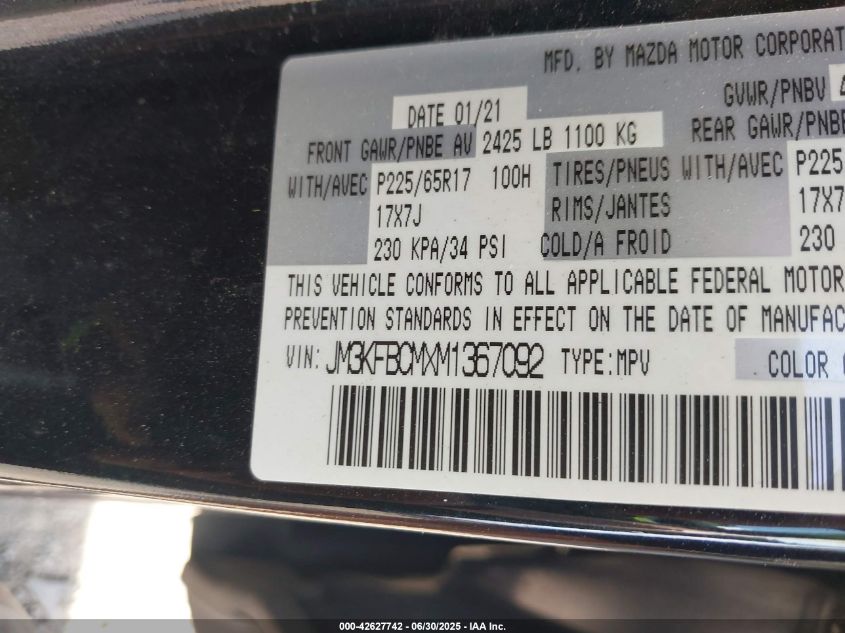 MFD. BY MAZDA MOTOR CORPORAT
DATE 01/21 GVWR/PNBV
FRONT GAWR/PNBE AV 2425 LB 1100 KG REAR GAWR/PNBE
WITH/AVEC P225/65R17 100H TIRES/PNEUS WITH/AVEC P225
17X7J RIMS/JANTES 17X7
230 KPA/34 PSI COLD/A FROID 230
THIS VEHICLE CONFORMS TO ALL APPLICABLE FEDERAL MOTOR
PREVENTION STANDARDS IN EFFECT ON THE DATE OF MANUFAC
VIN: JM3KFBCMXM1367092 TYPE:MPV COLOR
000-42627742 / 06/30/2025 - IAA Inc.